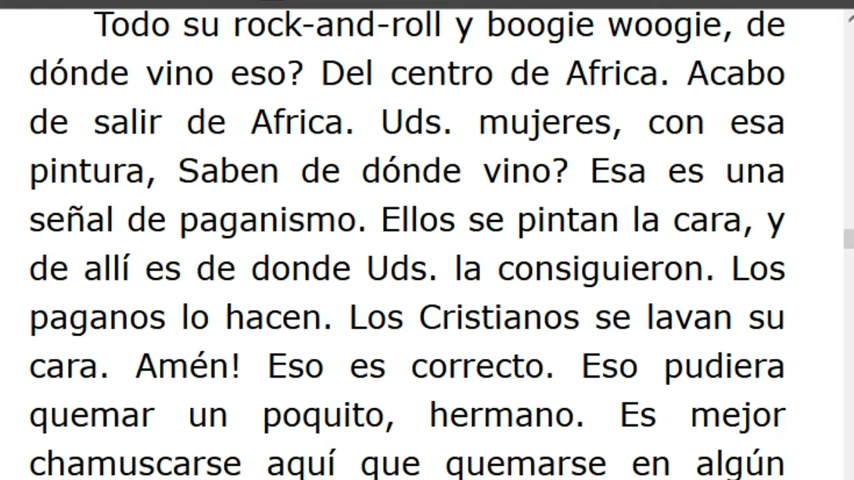 Todo su rock-and-roll y boogie woogie, de
dónde vino eso? Del centro de Africa. Acabo
de salir de Africa. Uds. mujeres, con esa
pintura, Saben de dónde vino? Esa es una
señal de paganismo. Ellos se pintan la cara, y
de allí es de donde Uds. la consiguieron. Los
paganos lo hacen. Los Cristianos se lavan su
cara. Amén! Eso es correcto. Eso pudiera
quemar un poquito, hermano. Es mejor
chamuscarse aquí que quemarse en algún